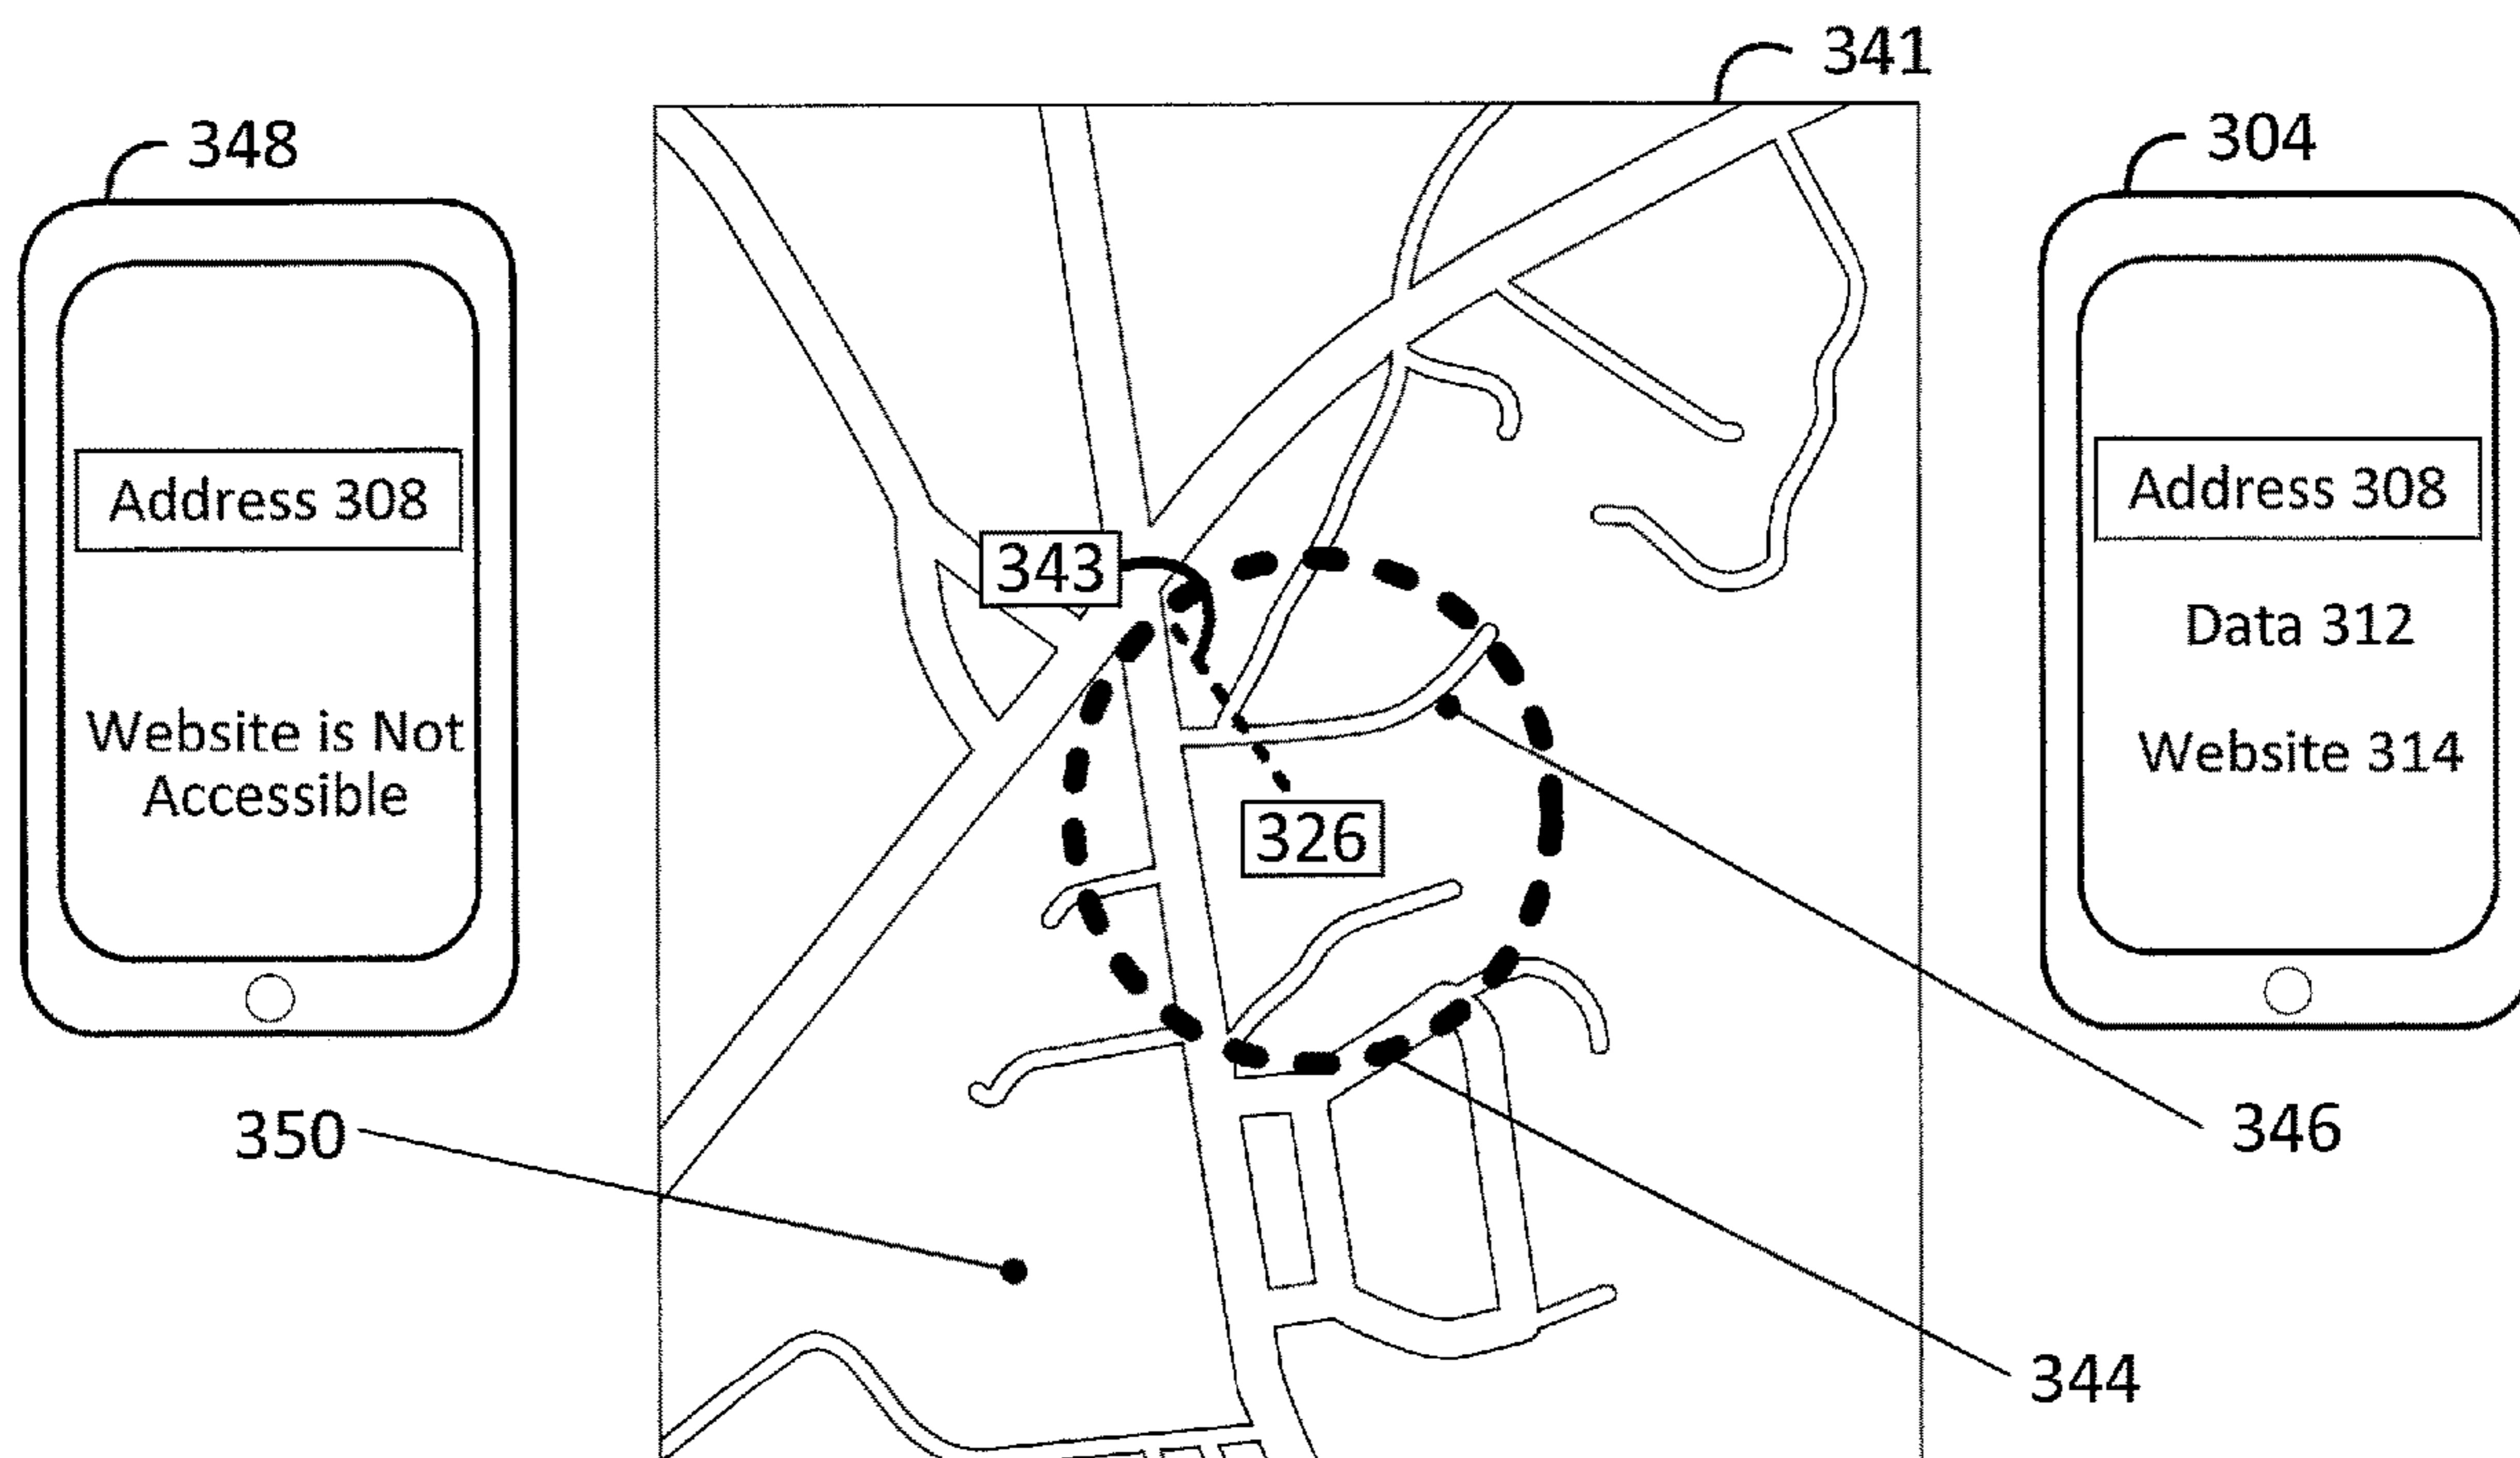 341
348
304
Address 308
Address 308
343
Data 312
Website is Not
Accessible
Website 314
326
350
346
344